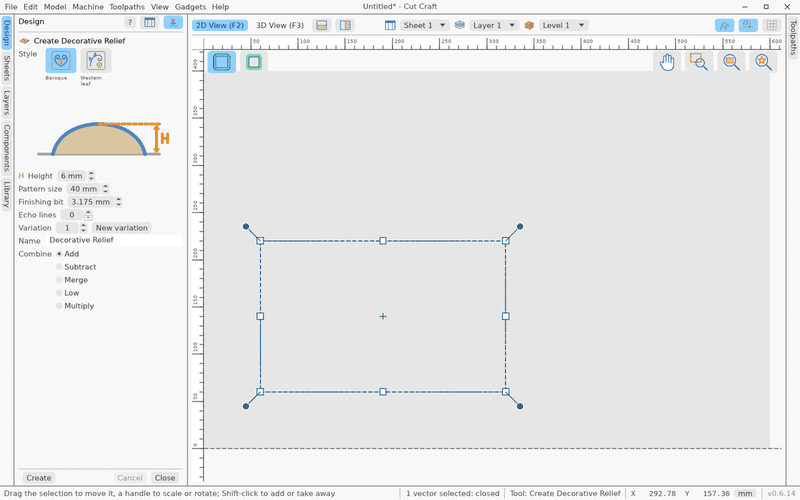 File Edit Model Machine Toolpaths View Gadgets Help
Untitled* - Cut Craft
Design
?
2D View (F2)
3D View (F3)
Sheet 1
Layer 1
Level 1
Design
Sheets
Layers
Components
Library
Toolpaths
Create Decorative Relief
Style
Baroque
Western leaf
H
H Height 6 mm
Pattern size 40 mm
Finishing bit 3.175 mm
Echo lines 0
Variation 1 New variation
Name Decorative Relief
Combine Add
Subtract
Merge
Low
Multiply
Create Cancel Close
50 100 150 200 250 300 350 400 450 500 550 600
400
350
300
250
200
150
100
50
0
Drag the selection to move it, a handle to scale or rotate; Shift-click to add or take away
1 vector selected: closed
Tool: Create Decorative Relief
X 292.78 Y 157.36 mm
v0.6.14